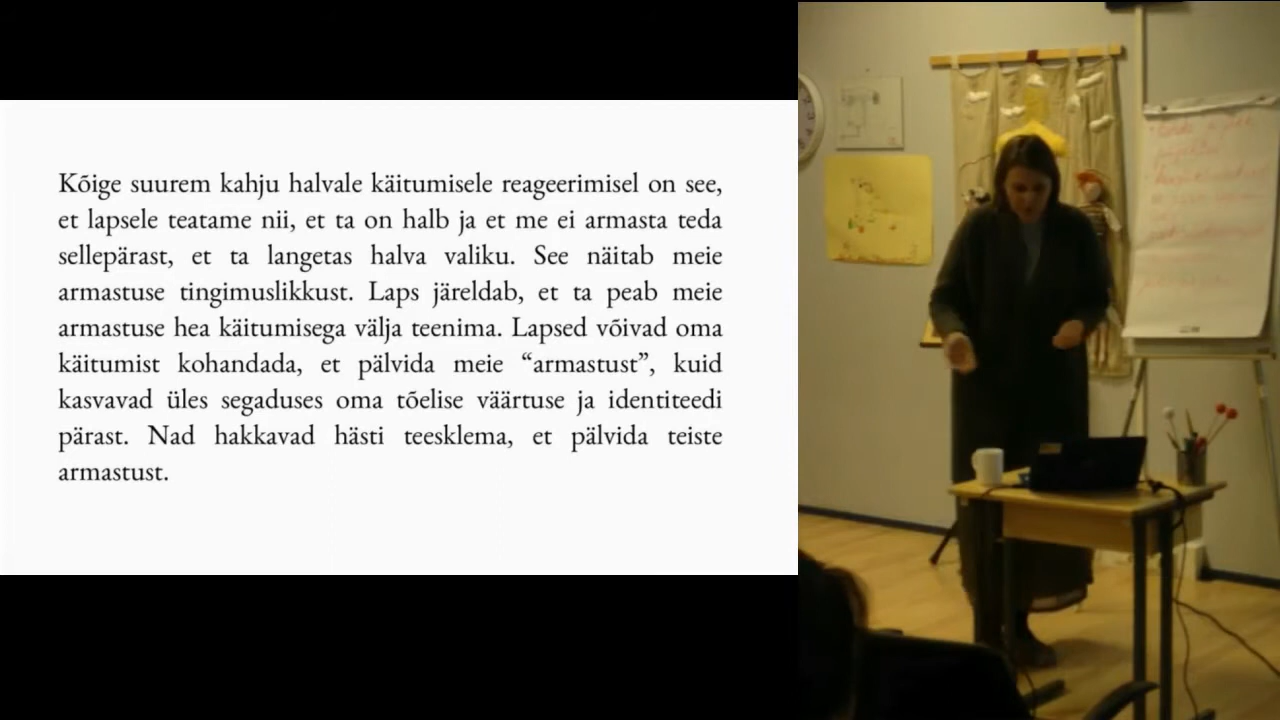 Kõige suurem kahju halvale käitumisele reageerimisel on see,
et lapsele teatame nii, et ta on halb ja et me ei armasta teda
sellepärast, et ta langetas halva valiku. See näitab meie
armastuse tingimuslikkust. Laps järeldab, et ta peab meie
armastuse hea käitumisega välja teenima. Lapsed võivad oma
käitumist kohandada, et pälvida meie “armastust”, kuid
kasvavad üles segaduses oma tõelise väärtuse ja identiteedi
pärast. Nad hakkavad hästi teesklema, et pälvida teiste
armastust.